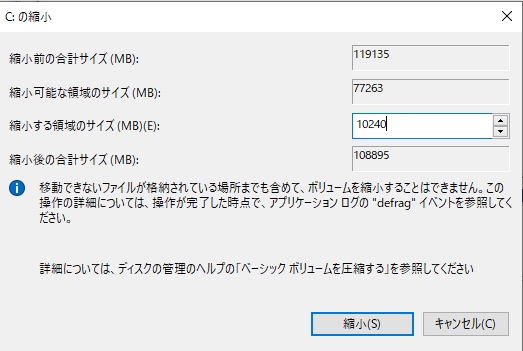 C: の縮小
縮小前の合計サイズ (MB):
119135
縮小可能な領域のサイズ (MB):
77263
縮小する領域のサイズ (MB)(E):
10240
縮小後の合計サイズ (MB):
108895
移動できないファイルが格納されている場所までも含めて、ボリュームを縮小することはできません。この
操作の詳細については、操作が完了した時点で、アプリケーション ログの "defrag" イベントを参照してく
ださい。
詳細については、ディスクの管理のヘルプの「ベーシック ボリュームを圧縮する」を参照してください
縮小(S)
キャンセル(C)